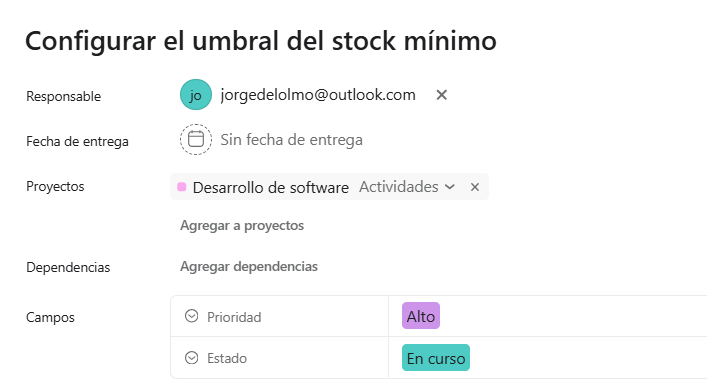 Configurar el umbral del stock mínimo
Responsable jo jorgedelolmo@outlook.com
Fecha de entrega Sin fecha de entrega
Proyectos Desarrollo de software Actividades
Agregar a proyectos
Dependencias Agregar dependencias
Campos Prioridad Alto
Estado En curso